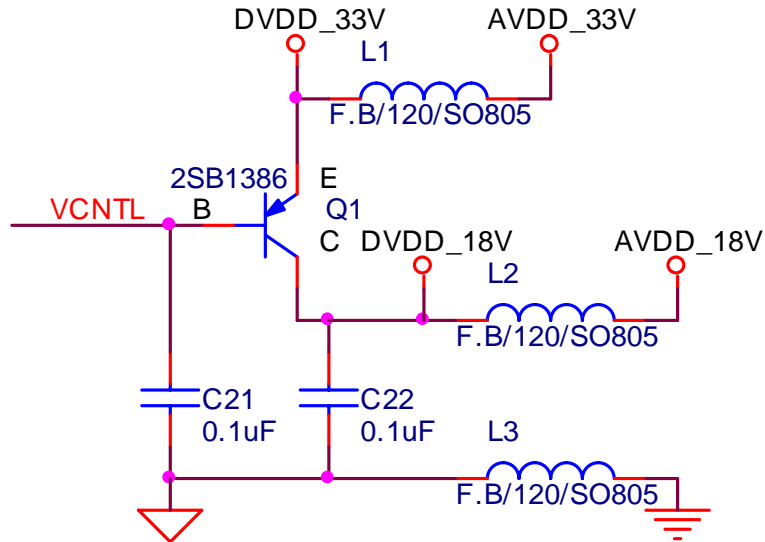 DVDD_33V
AVDD_33V
L1
F.B/120/SO805
2SB1386
E
VCNTL
B
Q1
C
DVDD_18V
AVDD_18V
L2
F.B/120/SO805
C21
0.1uF
C22
0.1uF
L3
F.B/120/SO805